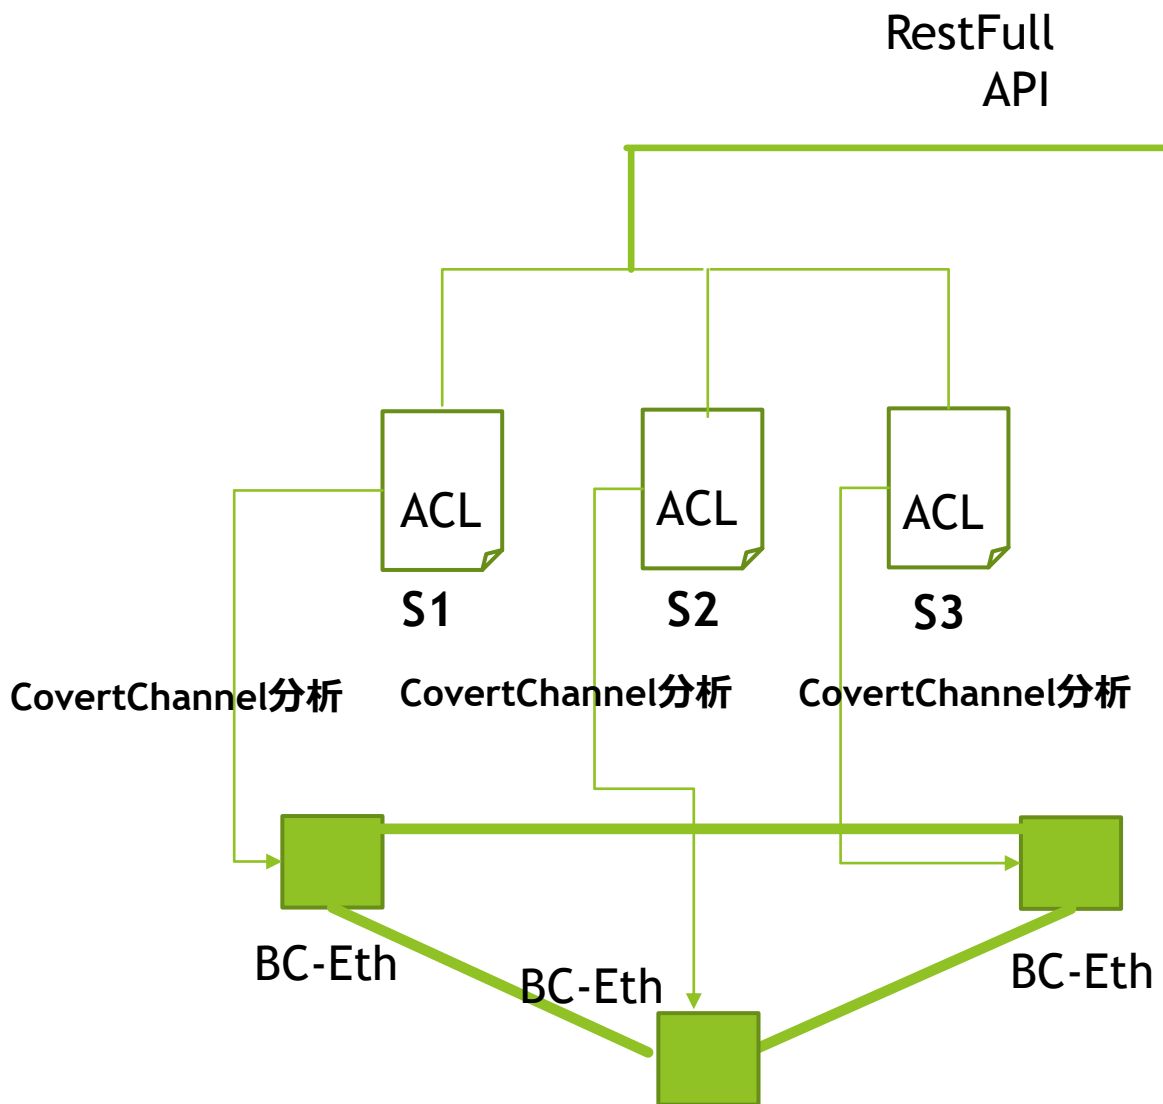 RestFull
API
ACL
ACL
ACL
S1
S2
S3
CovertChannel分析
CovertChannel分析
CovertChannel分析
BC-Eth
BC-Eth
BC-Eth